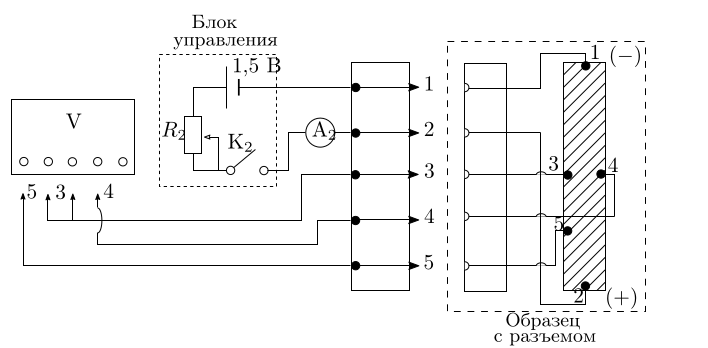 Блок
управления
1,5 В
V
R₂
K₂
A₂
5 3 4
1
2
3
4
5
1 (−)
3
4
5
2 (+)
Образец
с разъемом